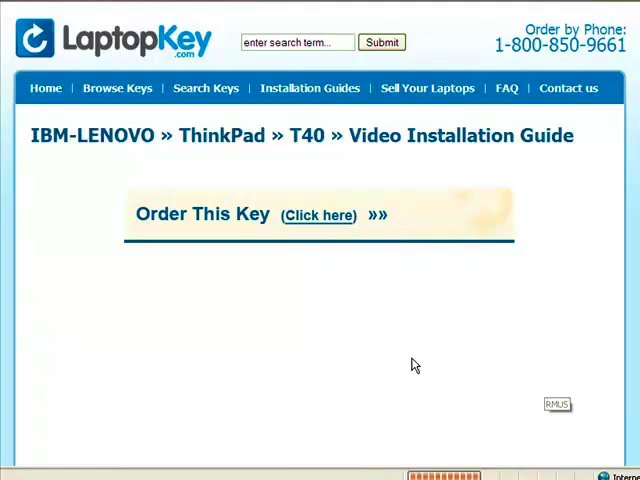 LaptopKey
.com
enter search term...
Submit
Order by Phone:
1-800-850-9661
Home
Browse Keys
Search Keys
Installation Guides
Sell Your Laptops
FAQ
Contact us
IBM-LENOVO » ThinkPad » T40 » Video Installation Guide
Order This Key (Click here) »»
RMUS
Interne